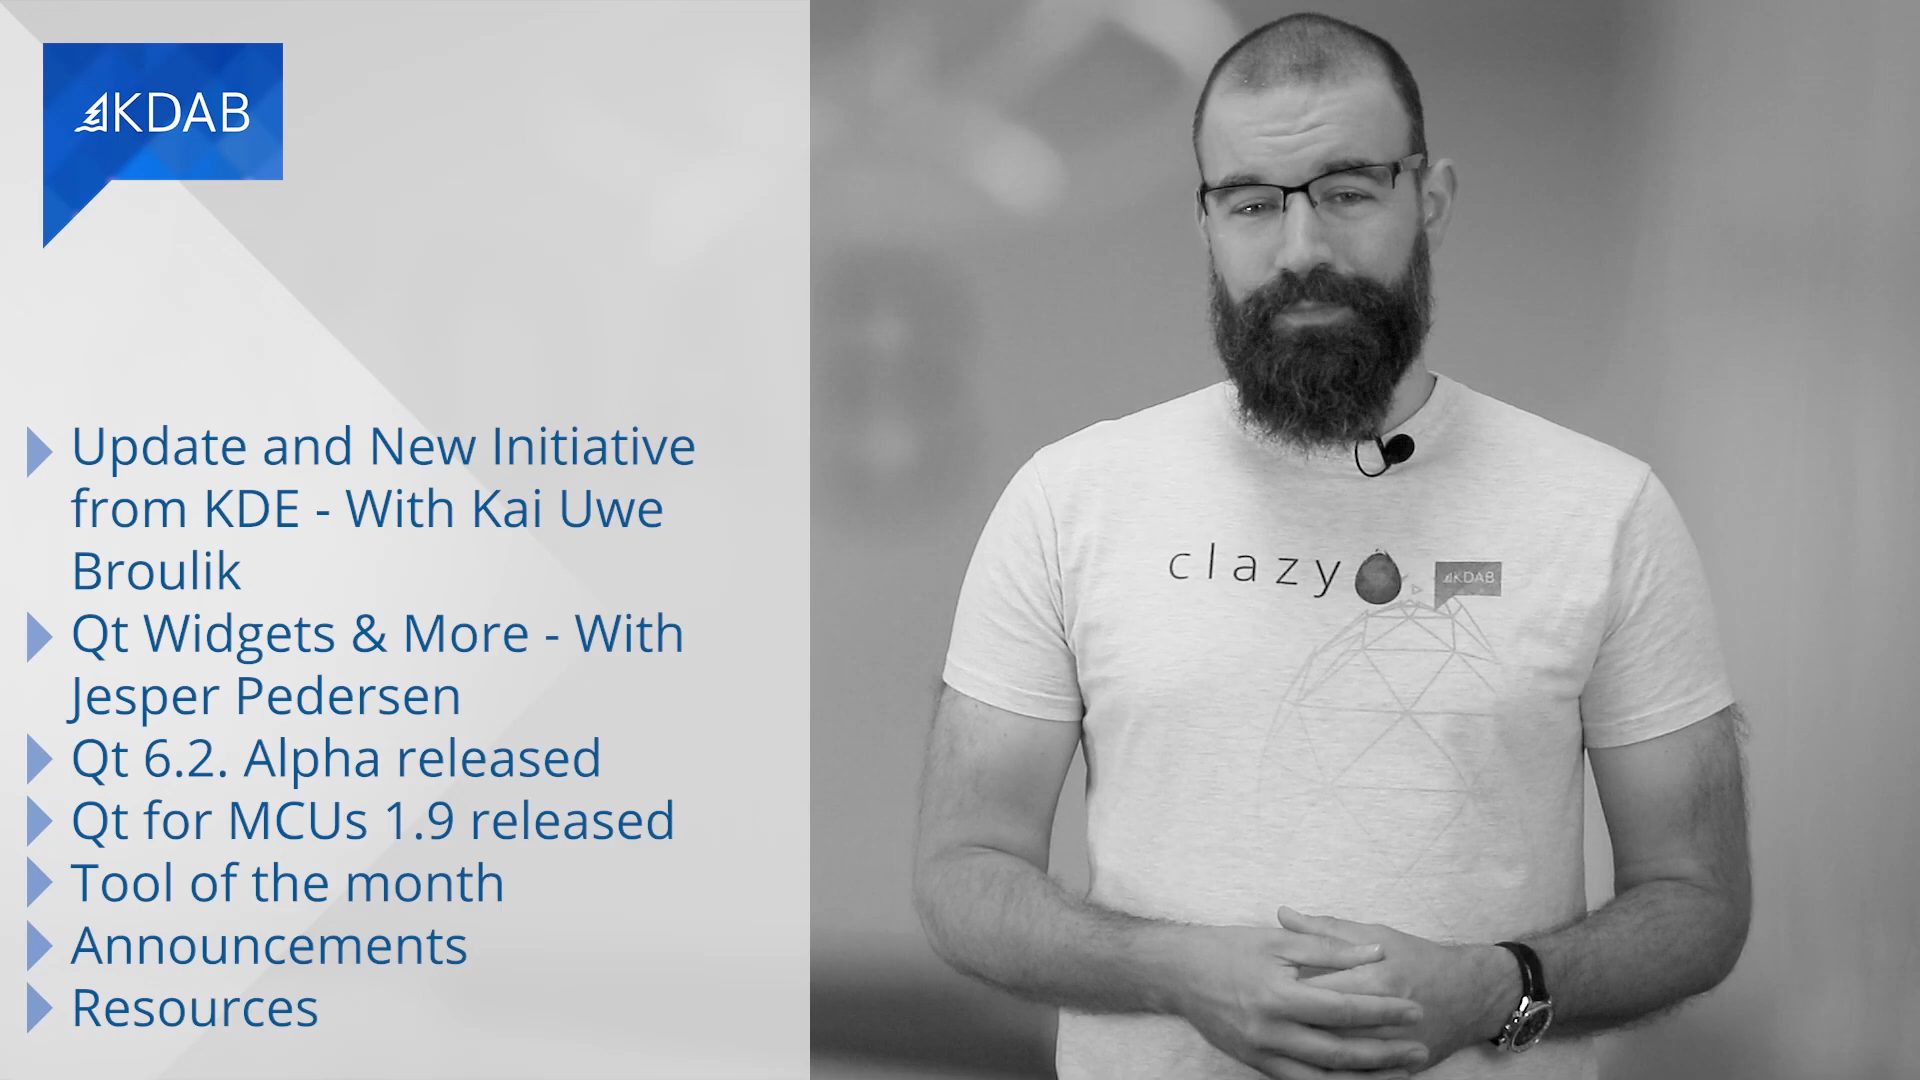 KDAB
Update and New Initiative
from KDE - With Kai Uwe
Broulik
Qt Widgets & More - With
Jesper Pedersen
Qt 6.2. Alpha released
Qt for MCUs 1.9 released
Tool of the month
Announcements
Resources
clazy
KDAB